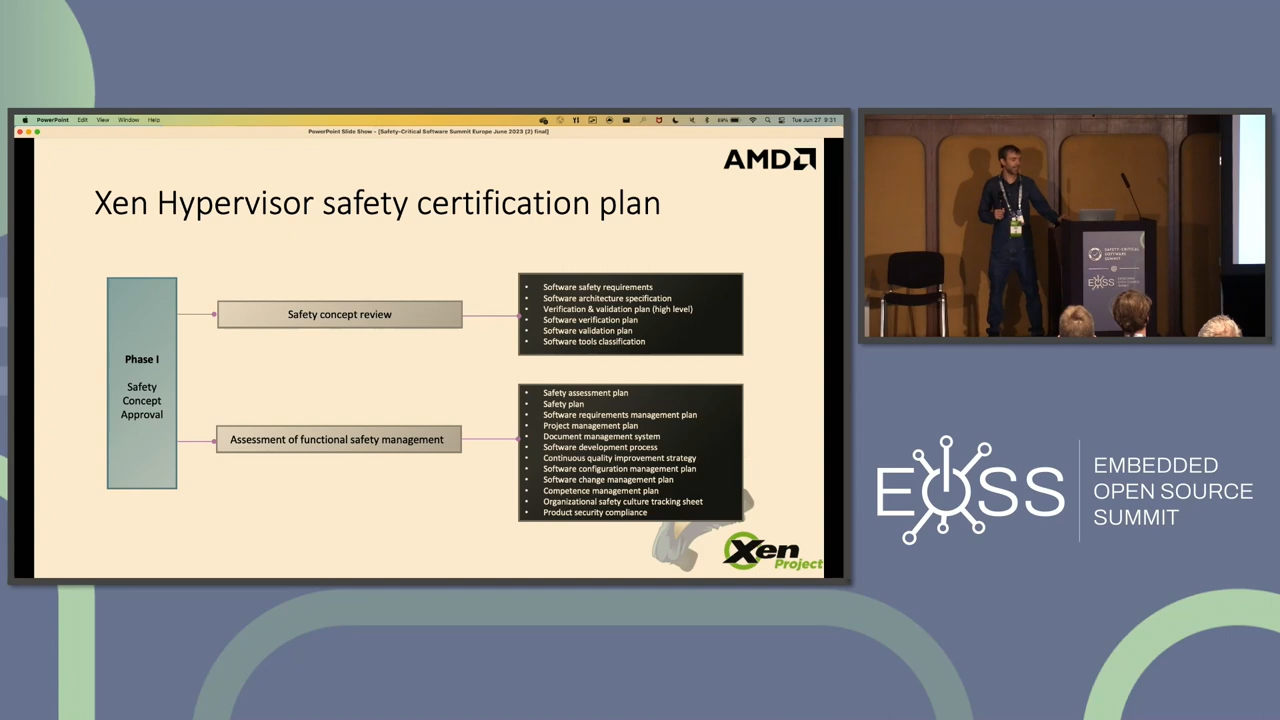 PowerPoint Edit View Window Help
Tue Jun 27 9:31
PowerPoint Slide Show - [Safety-Critical Software Summit Europe June 2023 (2) final]
AMD
Xen Hypervisor safety certification plan
Phase I
Safety
Concept
Approval
Safety concept review
• Software safety requirements
• Software architecture specification
• Verification & validation plan (high level)
• Software verification plan
• Software validation plan
• Software tools classification
Assessment of functional safety management
• Safety assessment plan
• Safety plan
• Software requirements management plan
• Project management plan
• Document management system
• Software development process
• Continuous quality improvement strategy
• Software configuration management plan
• Software change management plan
• Competence management plan
• Organizational safety culture tracking sheet
• Product security compliance
Xen
Project
SAFETY-CRITICAL
SOFTWARE
SUMMIT
EOSS
EOSS
EMBEDDED
OPEN SOURCE
SUMMIT